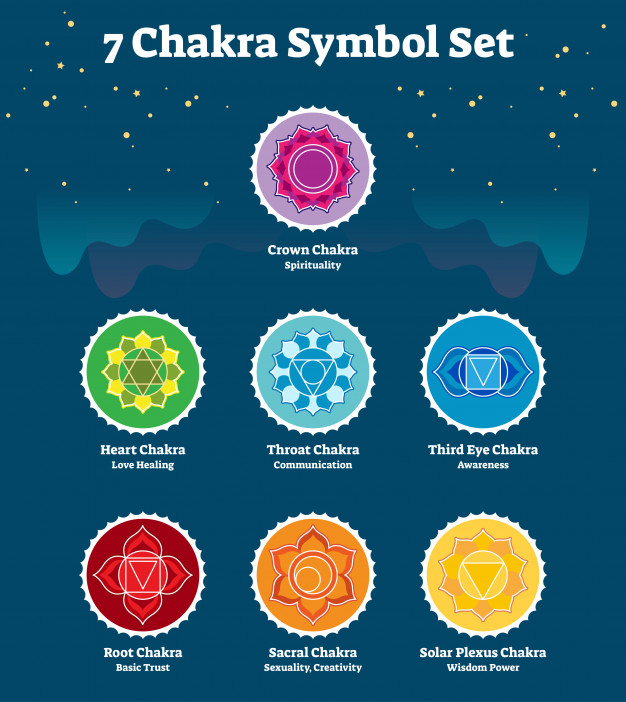 7 Chakra Symbol Set
Crown Chakra
Spirituality
Heart Chakra
Love Healing
Throat Chakra
Communication
Third Eye Chakra
Awareness
Root Chakra
Basic Trust
Sacral Chakra
Sexuality, Creativity
Solar Plexus Chakra
Wisdom Power